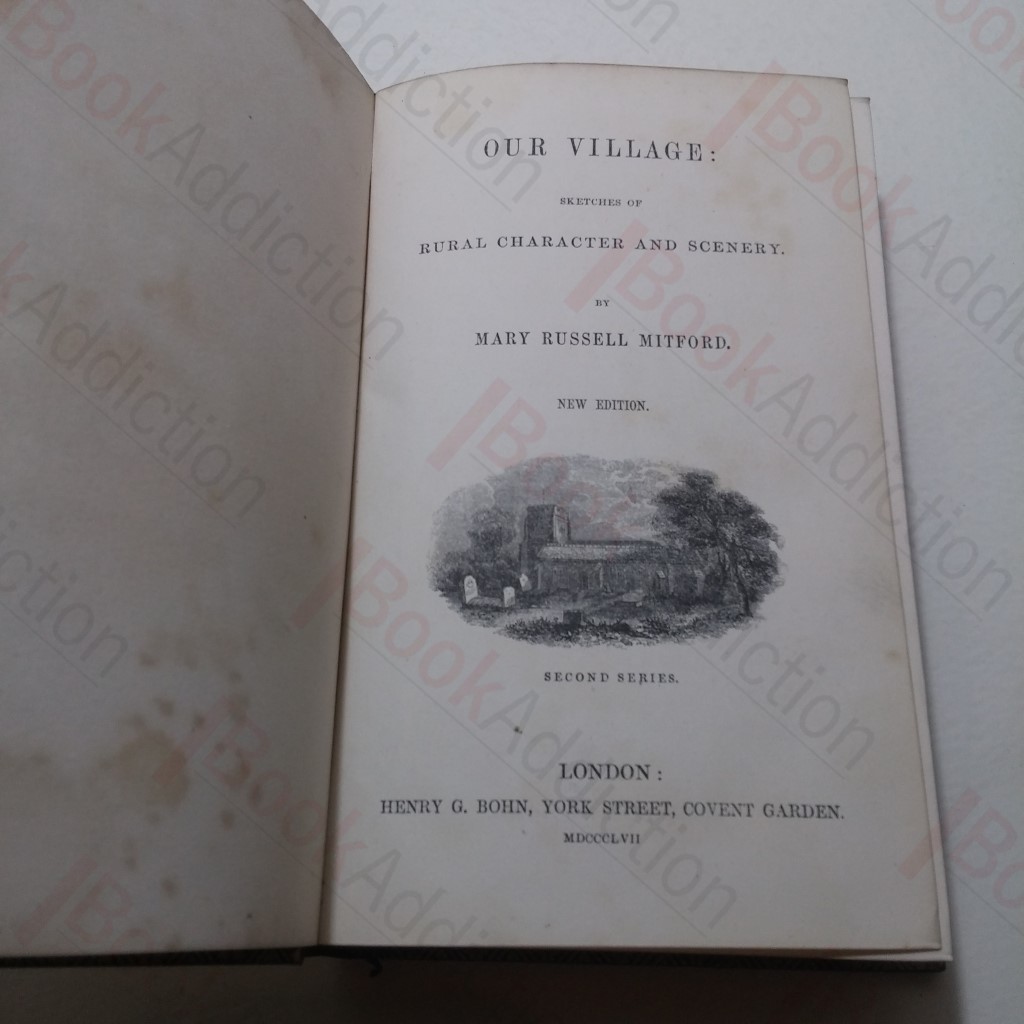 OUR VILLAGE:
SKETCHES OF
RURAL CHARACTER AND SCENERY.
BY
MARY RUSSELL MITFORD.
NEW EDITION.
SECOND SERIES.
LONDON:
HENRY G. BOHN, YORK STREET, COVENT GARDEN.
MDCCCLVII
BookAddiction